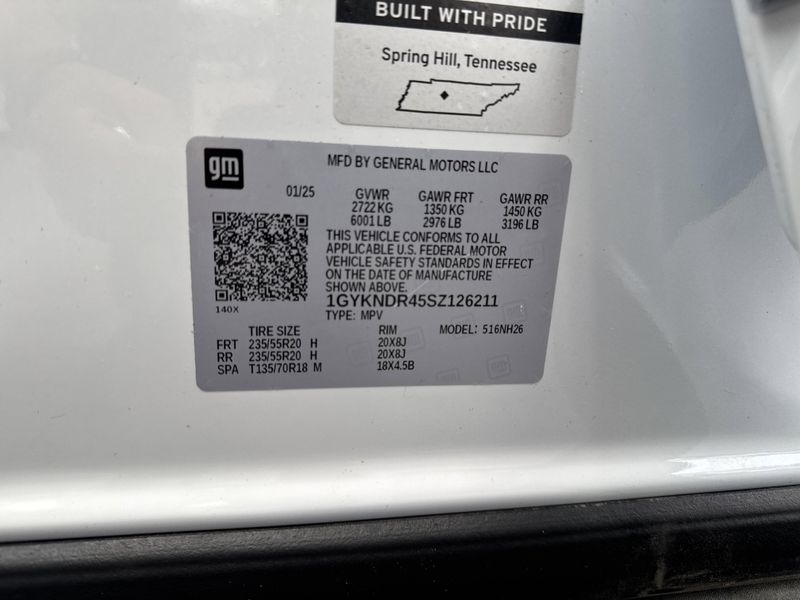 BUILT WITH PRIDE
Spring Hill, Tennessee
gm
MFD BY GENERAL MOTORS LLC
01/25 GVWR GAWR FRT GAWR RR
2722 KG 1350 KG 1450 KG
6001 LB 2976 LB 3196 LB
THIS VEHICLE CONFORMS TO ALL
APPLICABLE U.S. FEDERAL MOTOR
VEHICLE SAFETY STANDARDS IN EFFECT
ON THE DATE OF MANUFACTURE
SHOWN ABOVE.
140X
1GYKNDR45SZ126211
TYPE: MPV
TIRE SIZE RIM MODEL: 516NH26
FRT 235/55R20 H 20X8J
RR 235/55R20 H 20X8J
SPA T135/70R18 M 18X4.5B